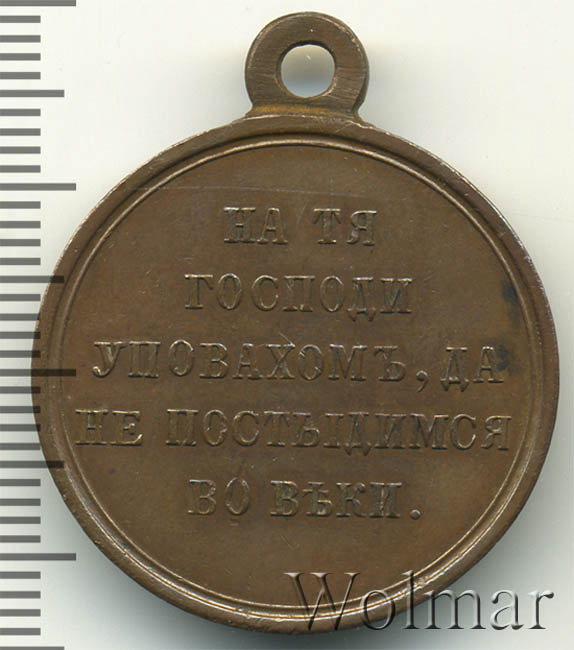 НА ТЯ
ГОСПОДИ
УПОВАХОМЪ, ДА
НЕ ПОСТЫДИМСЯ
ВО ВѢКИ.
Wolmar